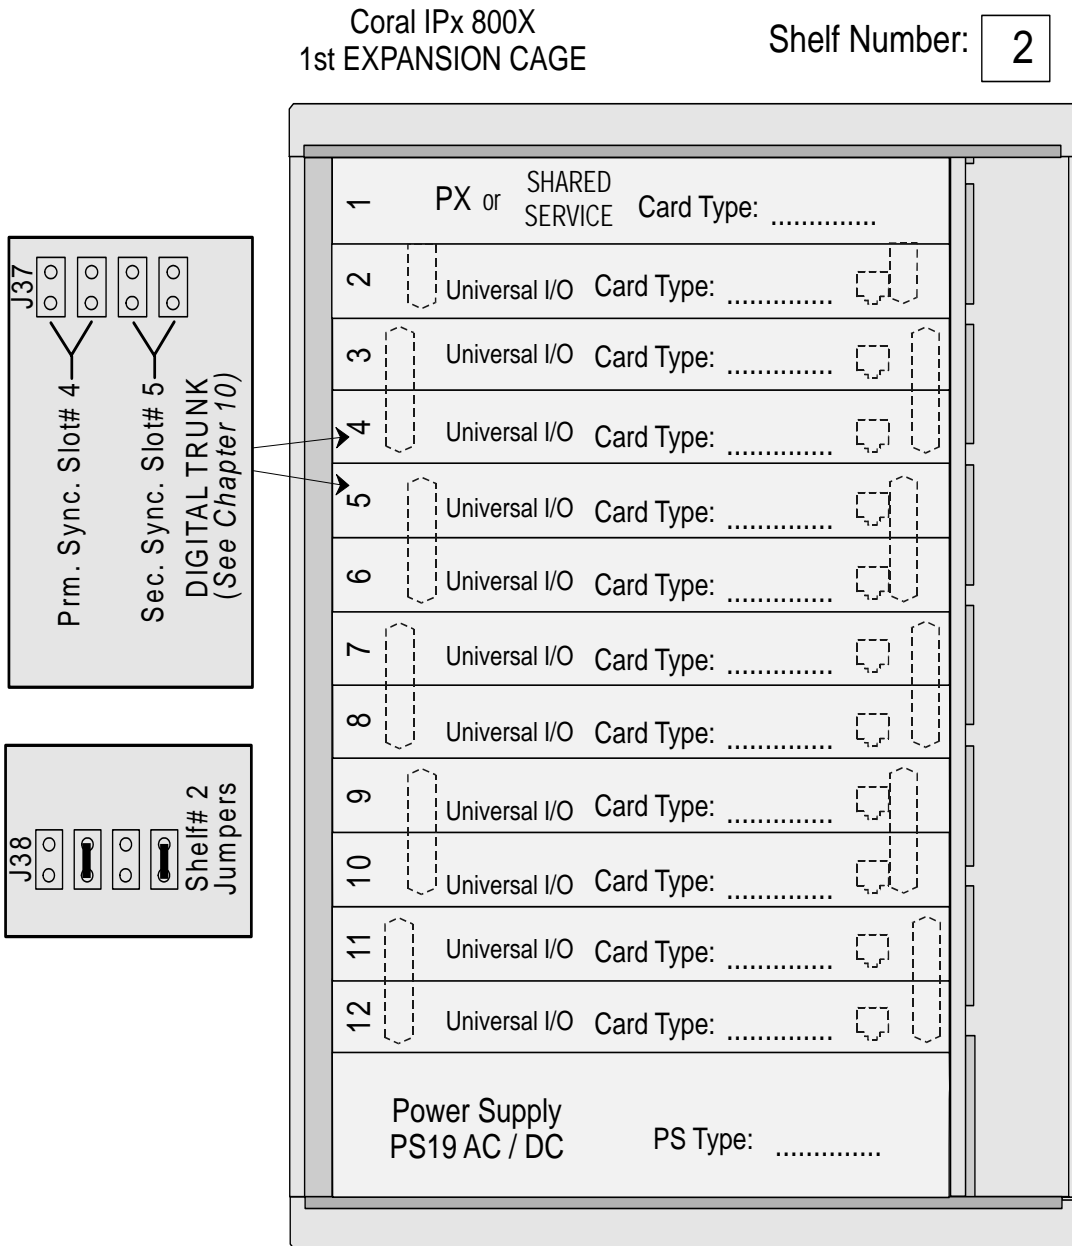 Coral IPx 800X
1st EXPANSION CAGE
Shelf Number: 2
J37
Prm. Sync. Slot# 4
Sec. Sync. Slot# 5
DIGITAL TRUNK
(See Chapter 10)
J38
Shelf# 2
Jumpers
1 PX or SHARED SERVICE Card Type: ..............
2 Universal I/O Card Type: ..............
3 Universal I/O Card Type: ..............
4 Universal I/O Card Type: ..............
5 Universal I/O Card Type: ..............
6 Universal I/O Card Type: ..............
7 Universal I/O Card Type: ..............
8 Universal I/O Card Type: ..............
9 Universal I/O Card Type: ..............
10 Universal I/O Card Type: ..............
11 Universal I/O Card Type: ..............
12 Universal I/O Card Type: ..............
Power Supply
PS19 AC / DC
PS Type: ..............